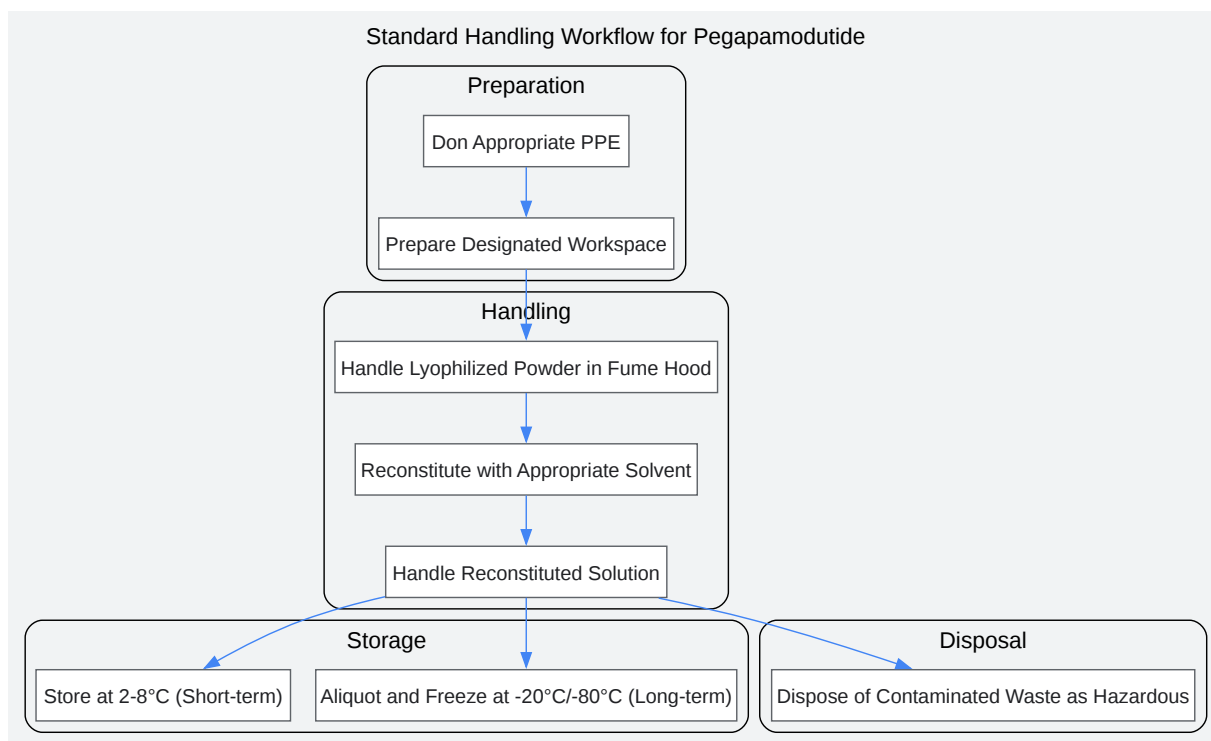 Standard Handling Workflow for Pegapamodutide
Preparation
Don Appropriate PPE
Prepare Designated Workspace
Handling
Handle Lyophilized Powder in Fume Hood
Reconstitute with Appropriate Solvent
Handle Reconstituted Solution
Storage
Store at 2-8°C (Short-term)
Aliquot and Freeze at -20°C/-80°C (Long-term)
Disposal
Dispose of Contaminated Waste as Hazardous